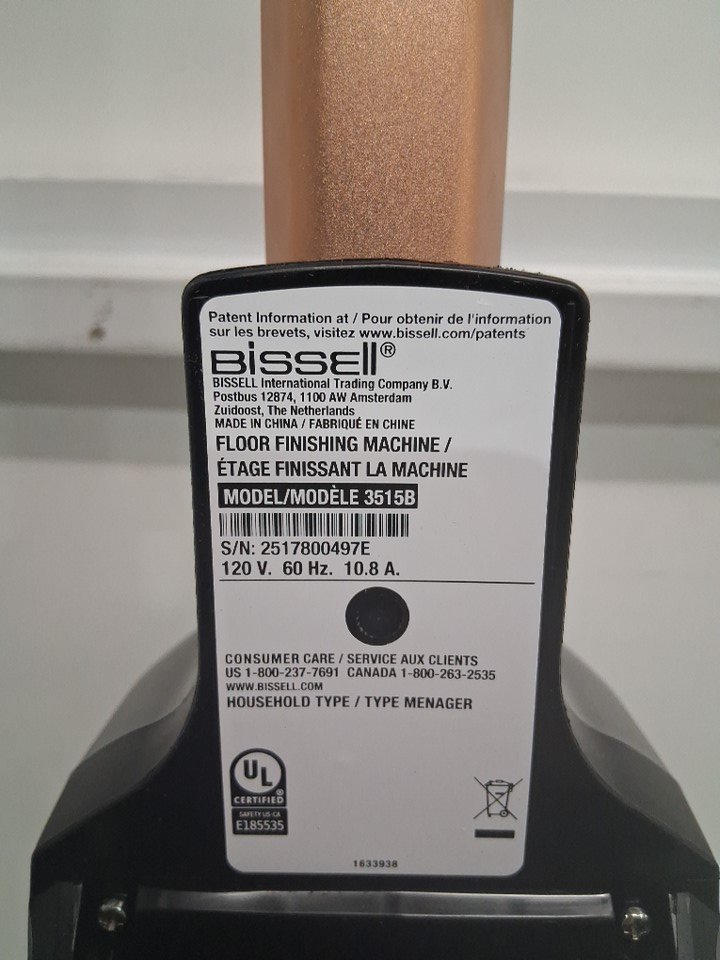 Patent Information at / Pour obtenir de l'information
sur les brevets, visitez www.bissell.com/patents
BISSELL®
BISSELL International Trading Company B.V.
Postbus 12874, 1100 AW Amsterdam
Zuidoost, The Netherlands
MADE IN CHINA / FABRIQUÉ EN CHINE
FLOOR FINISHING MACHINE /
ÉTAGE FINISSANT LA MACHINE
MODEL/MODÈLE 3515B
S/N: 2517800497E
120 V. 60 Hz. 10.8 A.
CONSUMER CARE / SERVICE AUX CLIENTS
US 1-800-237-7691 CANADA 1-800-263-2535
WWW.BISSELL.COM
HOUSEHOLD TYPE / TYPE MENAGER
UL
CERTIFIED
SAFETY US-CA
E185535
1633938